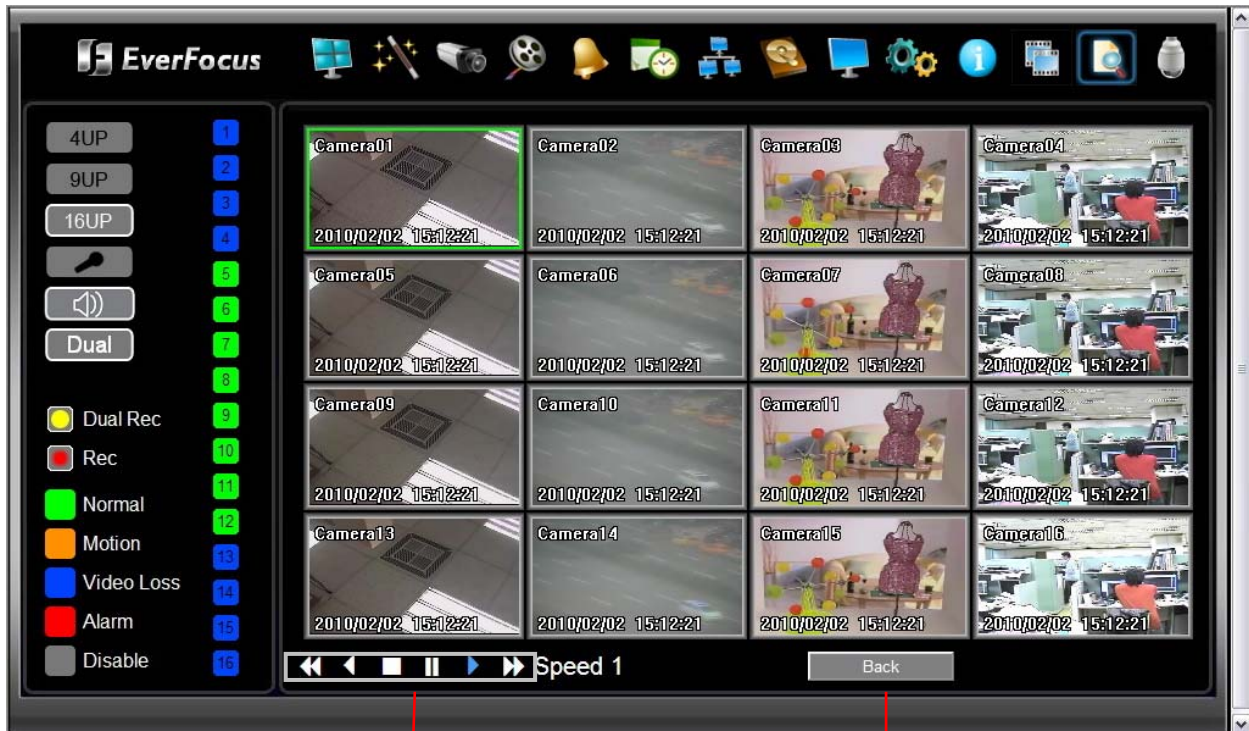 EverFocus
4UP
9UP
16UP
Dual
Dual Rec
Rec
Normal
Motion
Video Loss
Alarm
Disable
1
2
3
4
5
6
7
8
9
10
11
12
13
14
15
16
Camera01
2010/02/02 15:12:21
Camera02
2010/02/02 15:12:21
Camera03
2010/02/02 15:12:21
Camera04
2010/02/02 15:12:21
Camera05
2010/02/02 15:12:21
Camera06
2010/02/02 15:12:21
Camera07
2010/02/02 15:12:21
Camera08
2010/02/02 15:12:21
Camera09
2010/02/02 15:12:21
Camera10
2010/02/02 15:12:21
Camera11
2010/02/02 15:12:21
Camera12
2010/02/02 15:12:21
Camera13
2010/02/02 15:12:21
Camera14
2010/02/02 15:12:21
Camera15
2010/02/02 15:12:21
Camera16
2010/02/02 15:12:21
Speed 1
Back